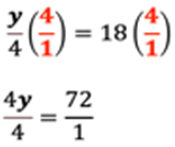 y/4 (4/1) = 18 (4/1)
4y/4 = 72/1